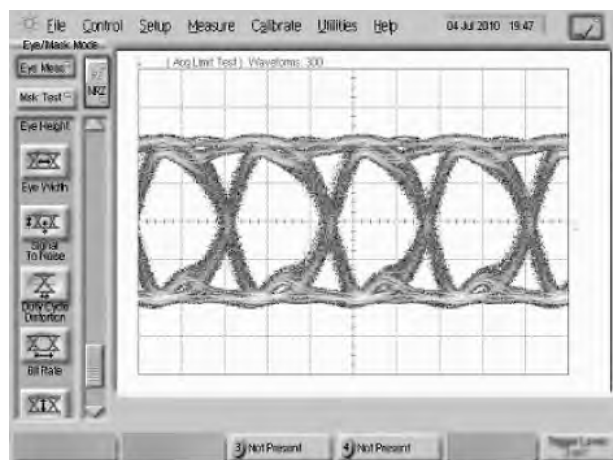 File Control Setup Measure Calibrate Utilities Help 04 Jul 2010 19:47
Eye/Mask Mode
Eye Meas
NRZ
Msk Test
( Acq Limit Test ) Waveforms: 300
Eye Height
Eye Width
Signal To Noise
Duty Cycle Distortion
Bit Rate
3) Not Present 4) Not Present
Trigger Level